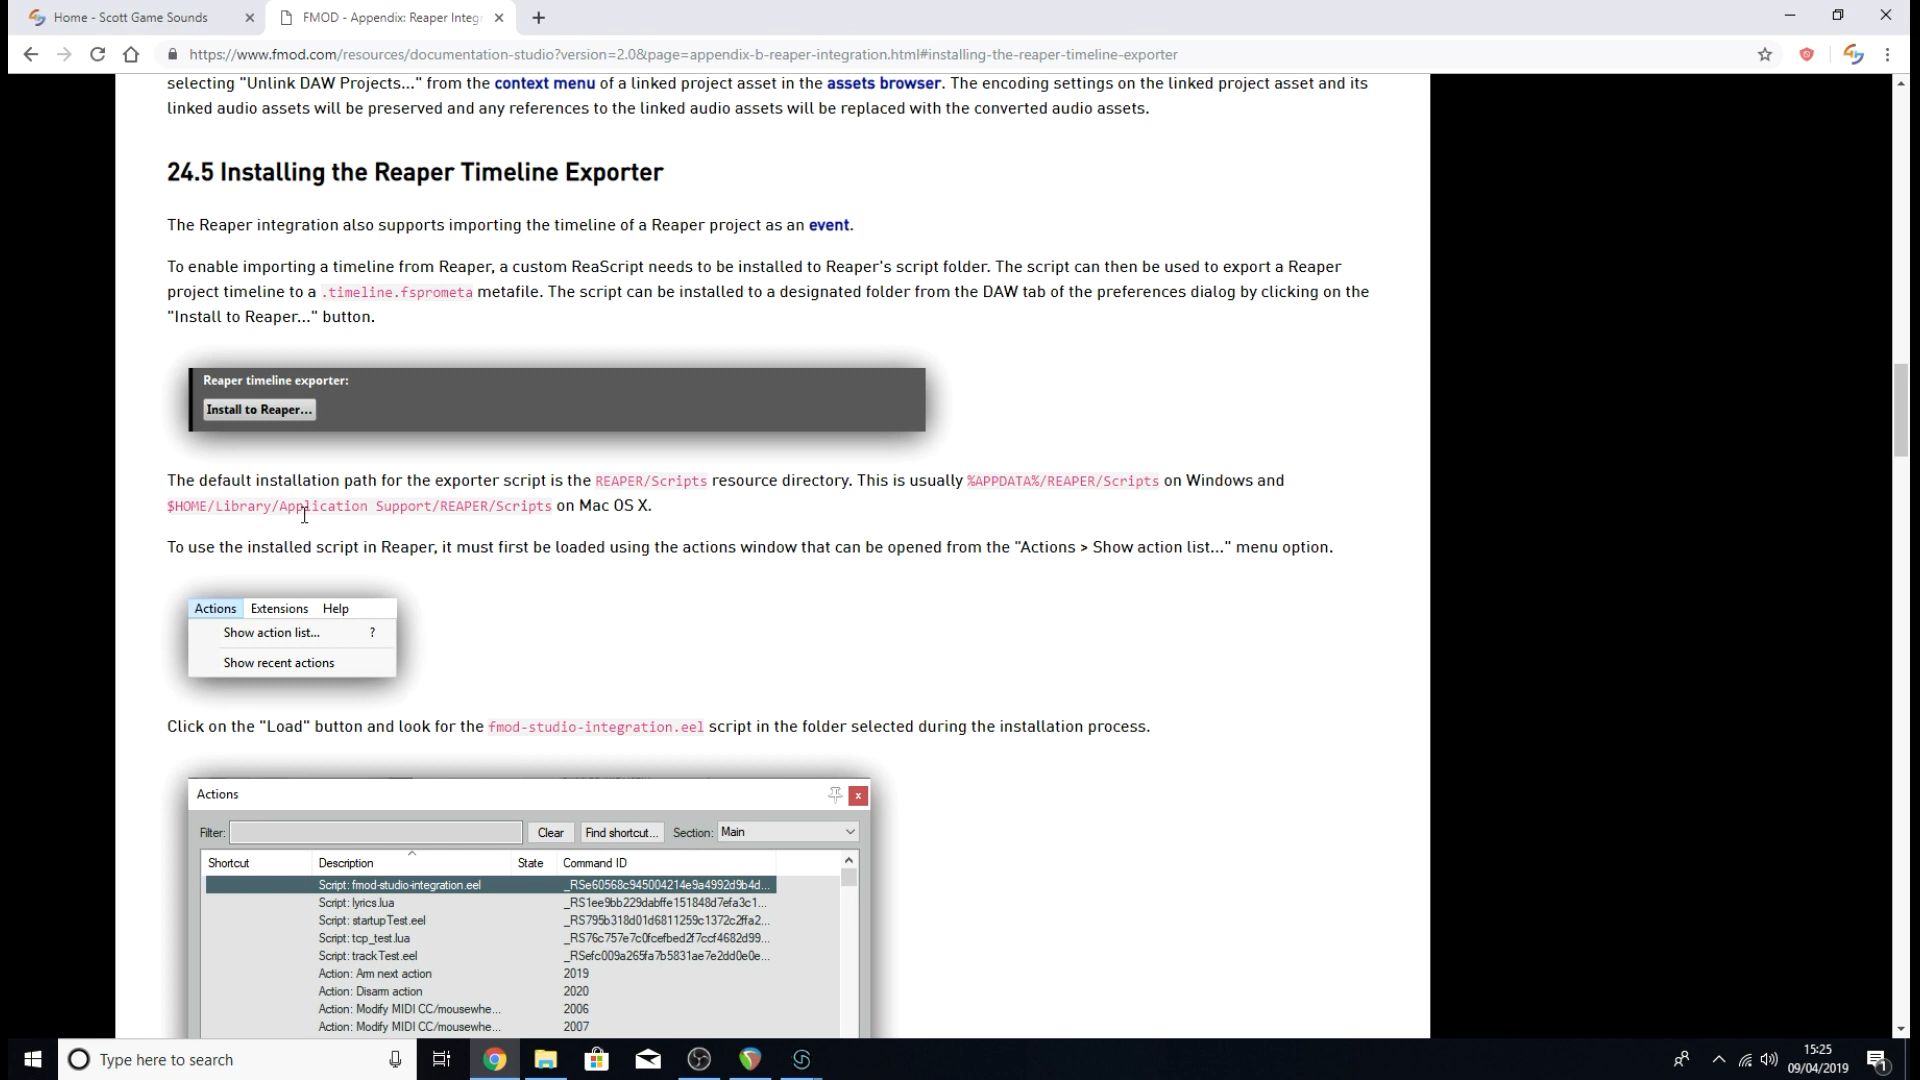 Home - Scott Game Sounds
FMOD - Appendix: Reaper Integ
https://www.fmod.com/resources/documentation-studio?version=2.0&page=appendix-b-reaper-integration.html#installing-the-reaper-timeline-exporter
selecting "Unlink DAW Projects..." from the context menu of a linked project asset in the assets browser. The encoding settings on the linked project asset and its
linked audio assets will be preserved and any references to the linked audio assets will be replaced with the converted audio assets.
24.5 Installing the Reaper Timeline Exporter
The Reaper integration also supports importing the timeline of a Reaper project as an event.
To enable importing a timeline from Reaper, a custom ReaScript needs to be installed to Reaper's script folder. The script can then be used to export a Reaper
project timeline to a .timeline.fsprometa metafile. The script can be installed to a designated folder from the DAW tab of the preferences dialog by clicking on the
"Install to Reaper..." button.
Reaper timeline exporter:
Install to Reaper...
The default installation path for the exporter script is the REAPER/Scripts resource directory. This is usually %APPDATA%/REAPER/Scripts on Windows and
$HOME/Library/Application Support/REAPER/Scripts on Mac OS X.
To use the installed script in Reaper, it must first be loaded using the actions window that can be opened from the "Actions > Show action list..." menu option.
Actions Extensions Help
Show action list... ?
Show recent actions
Click on the "Load" button and look for the fmod-studio-integration.eel script in the folder selected during the installation process.
Actions
Filter: Clear Find shortcut... Section: Main
Shortcut Description State Command ID
Script: fmod-studio-integration.eel _RSe60568c945004214e9a4992d9b4d...
Script: lyrics.lua _RS1ee9bb229dabffe151848d7efa3c1...
Script: startupTest.eel _RS795b318d01d6811259c1372c2ffa2...
Script: tcp_test.lua _RS76c757e7c0fcefbed2f7ccf4682d99...
Script: trackTest.eel _RSefc009a265fa7b5831ae7e2dd0e0e...
Action: Arm next action 2019
Action: Disarm action 2020
Action: Modify MIDI CC/mousewhe... 2006
Action: Modify MIDI CC/mousewhe... 2007
Type here to search
15:25
09/04/2019
1